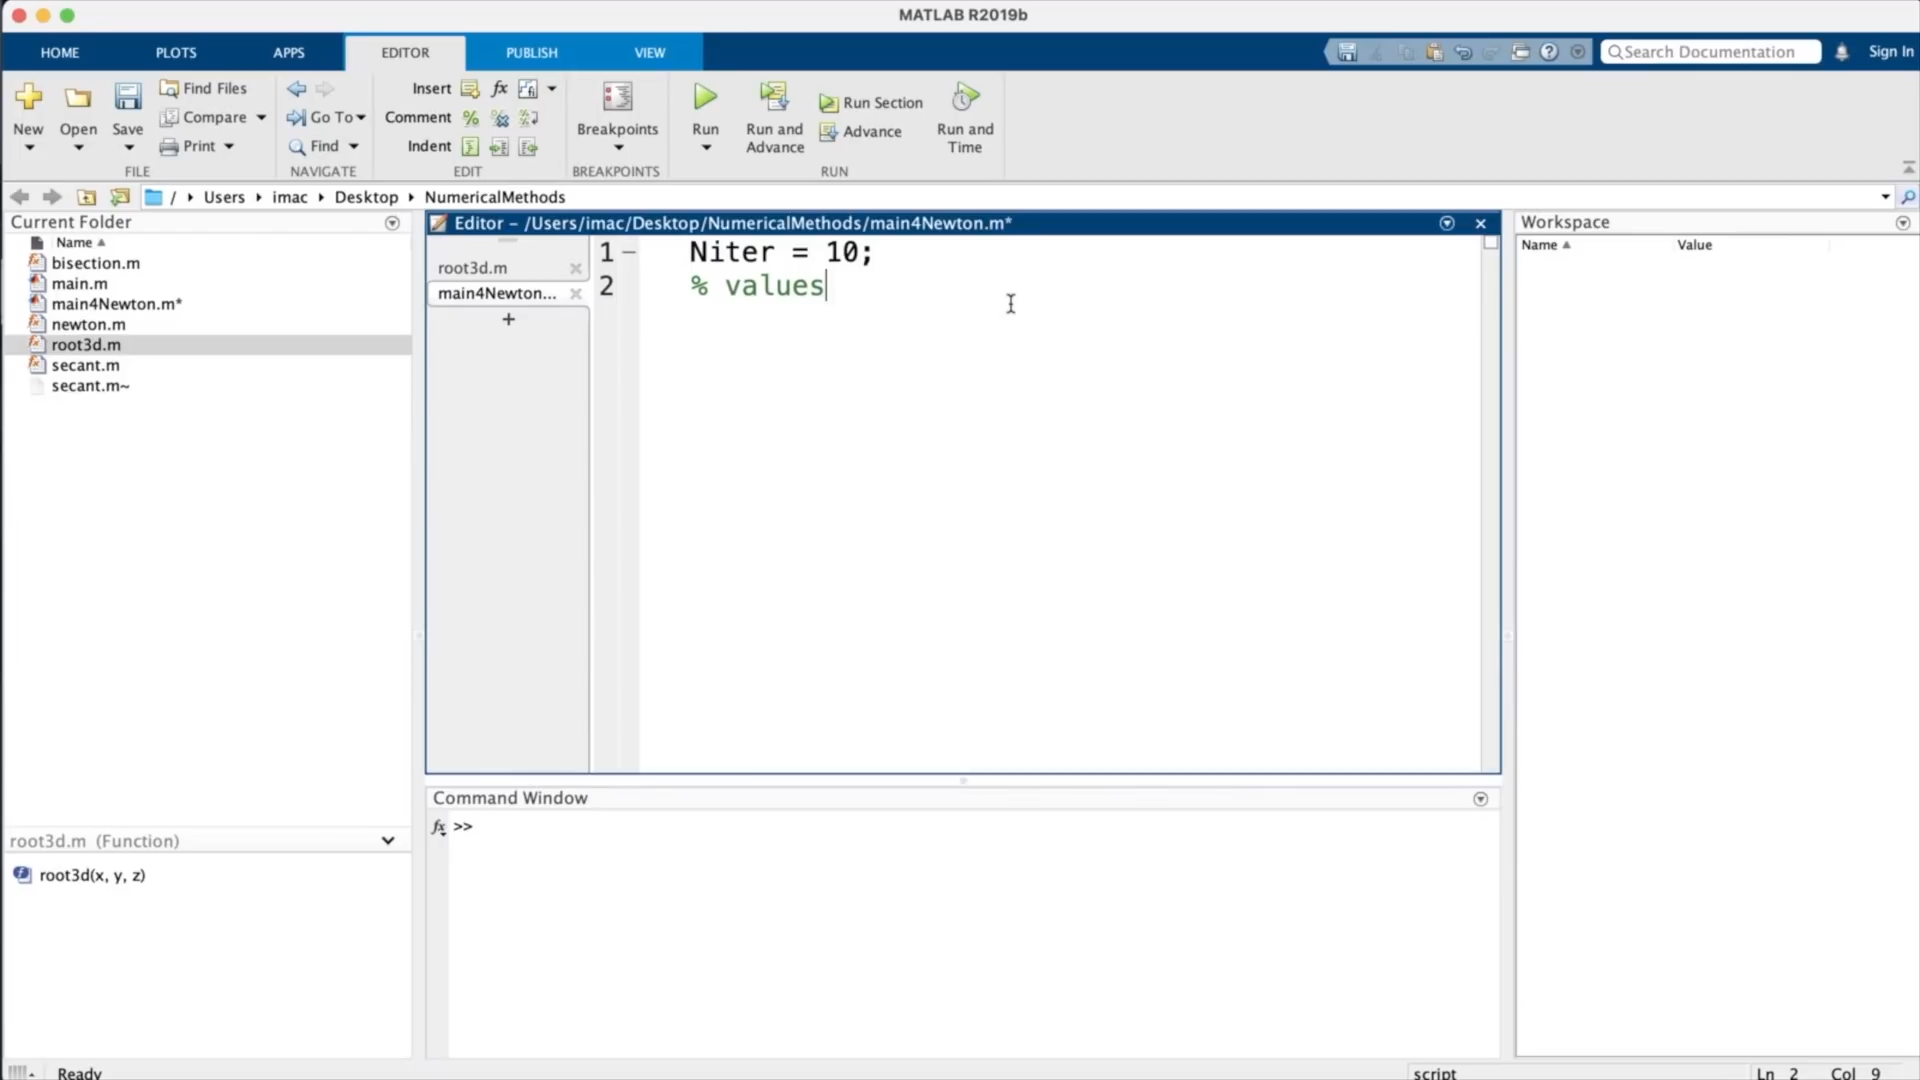 MATLAB R2019b
HOME PLOTS APPS EDITOR PUBLISH VIEW Search Documentation Sign In
New Open Save Find Files Compare Print
FILE
Go To Find
NAVIGATE
Insert fx
Comment %
Indent
EDIT
Breakpoints
BREAKPOINTS
Run Run and Advance Run Section Advance Run and Time
RUN
/ Users imac Desktop NumericalMethods
Current Folder
Name
bisection.m
main.m
main4Newton.m*
newton.m
root3d.m
secant.m
secant.m~
root3d.m (Function)
root3d(x, y, z)
Editor – /Users/imac/Desktop/NumericalMethods/main4Newton.m*
root3d.m
main4Newton...
+
1 – Niter = 10;
2 % values
Command Window
fx >>
Workspace
Name Value
Ready script Ln 2 Col 9